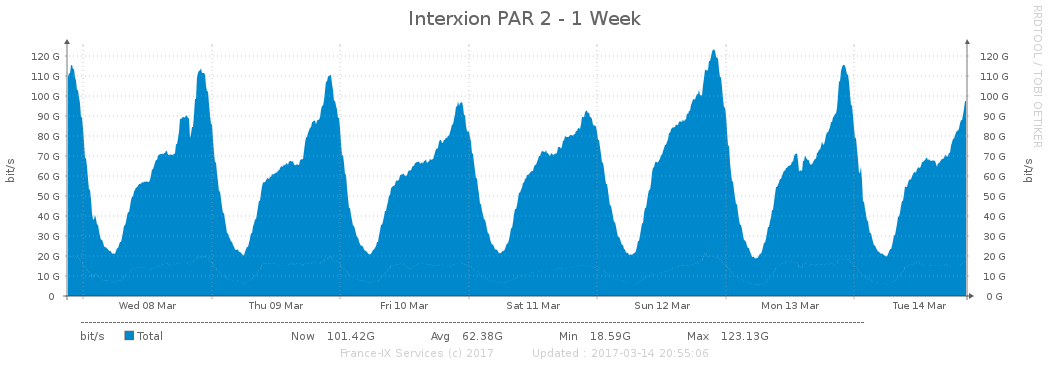 Interxion PAR 2 - 1 Week
RRDTOOL / TOBI OETIKER
bit/s
120 G 120 G
110 G 110 G
100 G 100 G
90 G 90 G
80 G 80 G
70 G 70 G
60 G 60 G
50 G 50 G
40 G 40 G
30 G 30 G
20 G 20 G
10 G 10 G
0 0 G
bit/s
Wed 08 Mar Thu 09 Mar Fri 10 Mar Sat 11 Mar Sun 12 Mar Mon 13 Mar Tue 14 Mar
bit/s Total Now 101.42G Avg 62.38G Min 18.59G Max 123.13G
France-IX Services (c) 2017 Updated : 2017-03-14 20:55:06